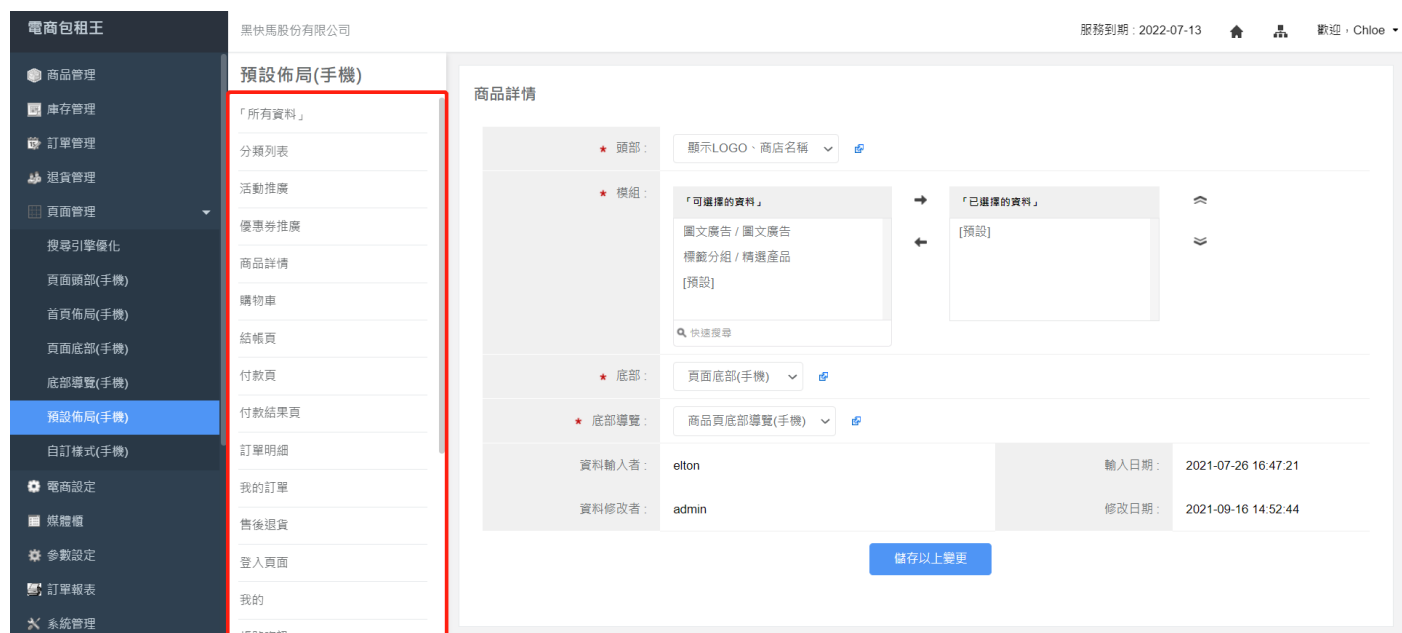 電商包租王
黑快馬股份有限公司
服務到期 : 2022-07-13
歡迎，Chloe
商品管理
庫存管理
訂單管理
退貨管理
頁面管理
搜尋引擎優化
頁面頭部(手機)
首頁佈局(手機)
頁面底部(手機)
底部導覽(手機)
預設佈局(手機)
自訂樣式(手機)
電商設定
媒體櫃
參數設定
訂單報表
系統管理
預設佈局(手機)
「所有資料」
分類列表
活動推廣
優惠券推廣
商品詳情
購物車
結帳頁
付款頁
付款結果頁
訂單明細
我的訂單
售後退貨
登入頁面
我的
商品詳情
★ 頭部 :
顯示LOGO、商店名稱
★ 模組 :
「可選擇的資料」
圖文廣告 / 圖文廣告
標籤分組 / 精選產品
[預設]
快速搜尋
「已選擇的資料」
[預設]
★ 底部 :
頁面底部(手機)
★ 底部導覽 :
商品頁底部導覽(手機)
資料輸入者 :
elton
輸入日期 :
2021-07-26 16:47:21
資料修改者 :
admin
修改日期 :
2021-09-16 14:52:44
儲存以上變更